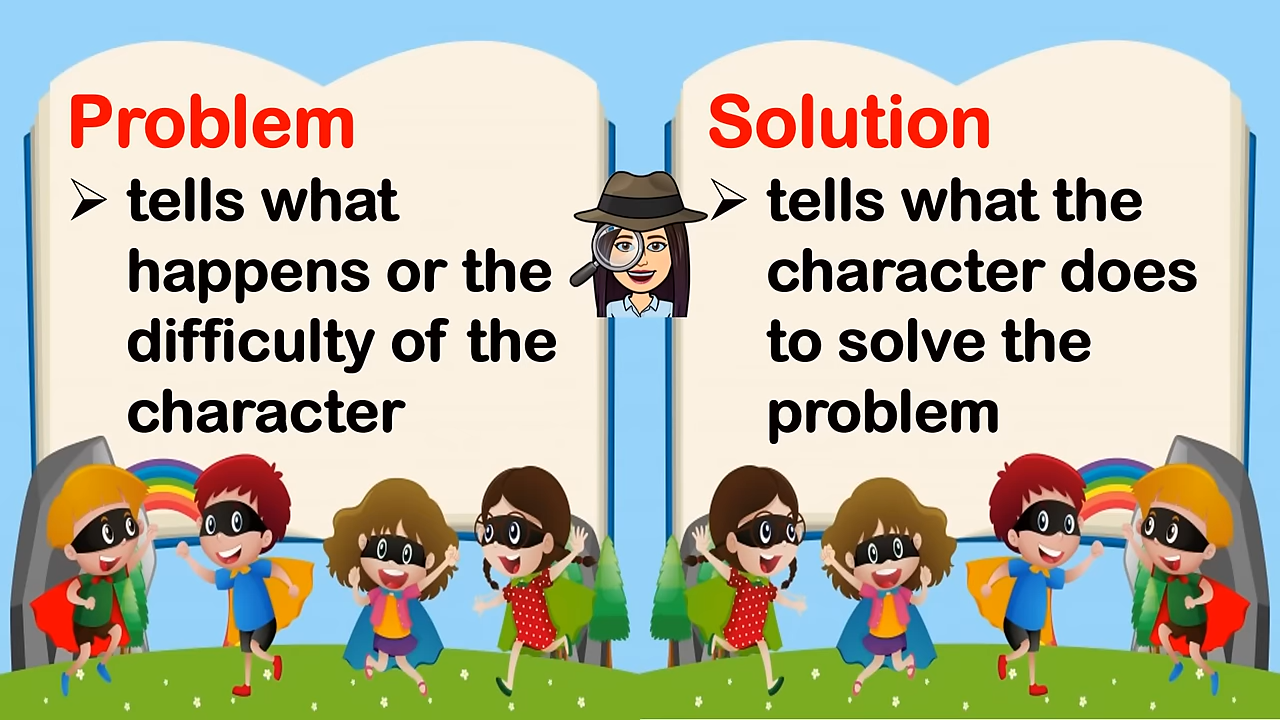 Problem
➢ tells what
happens or the
difficulty of the
character
Solution
➢ tells what the
character does
to solve the
problem